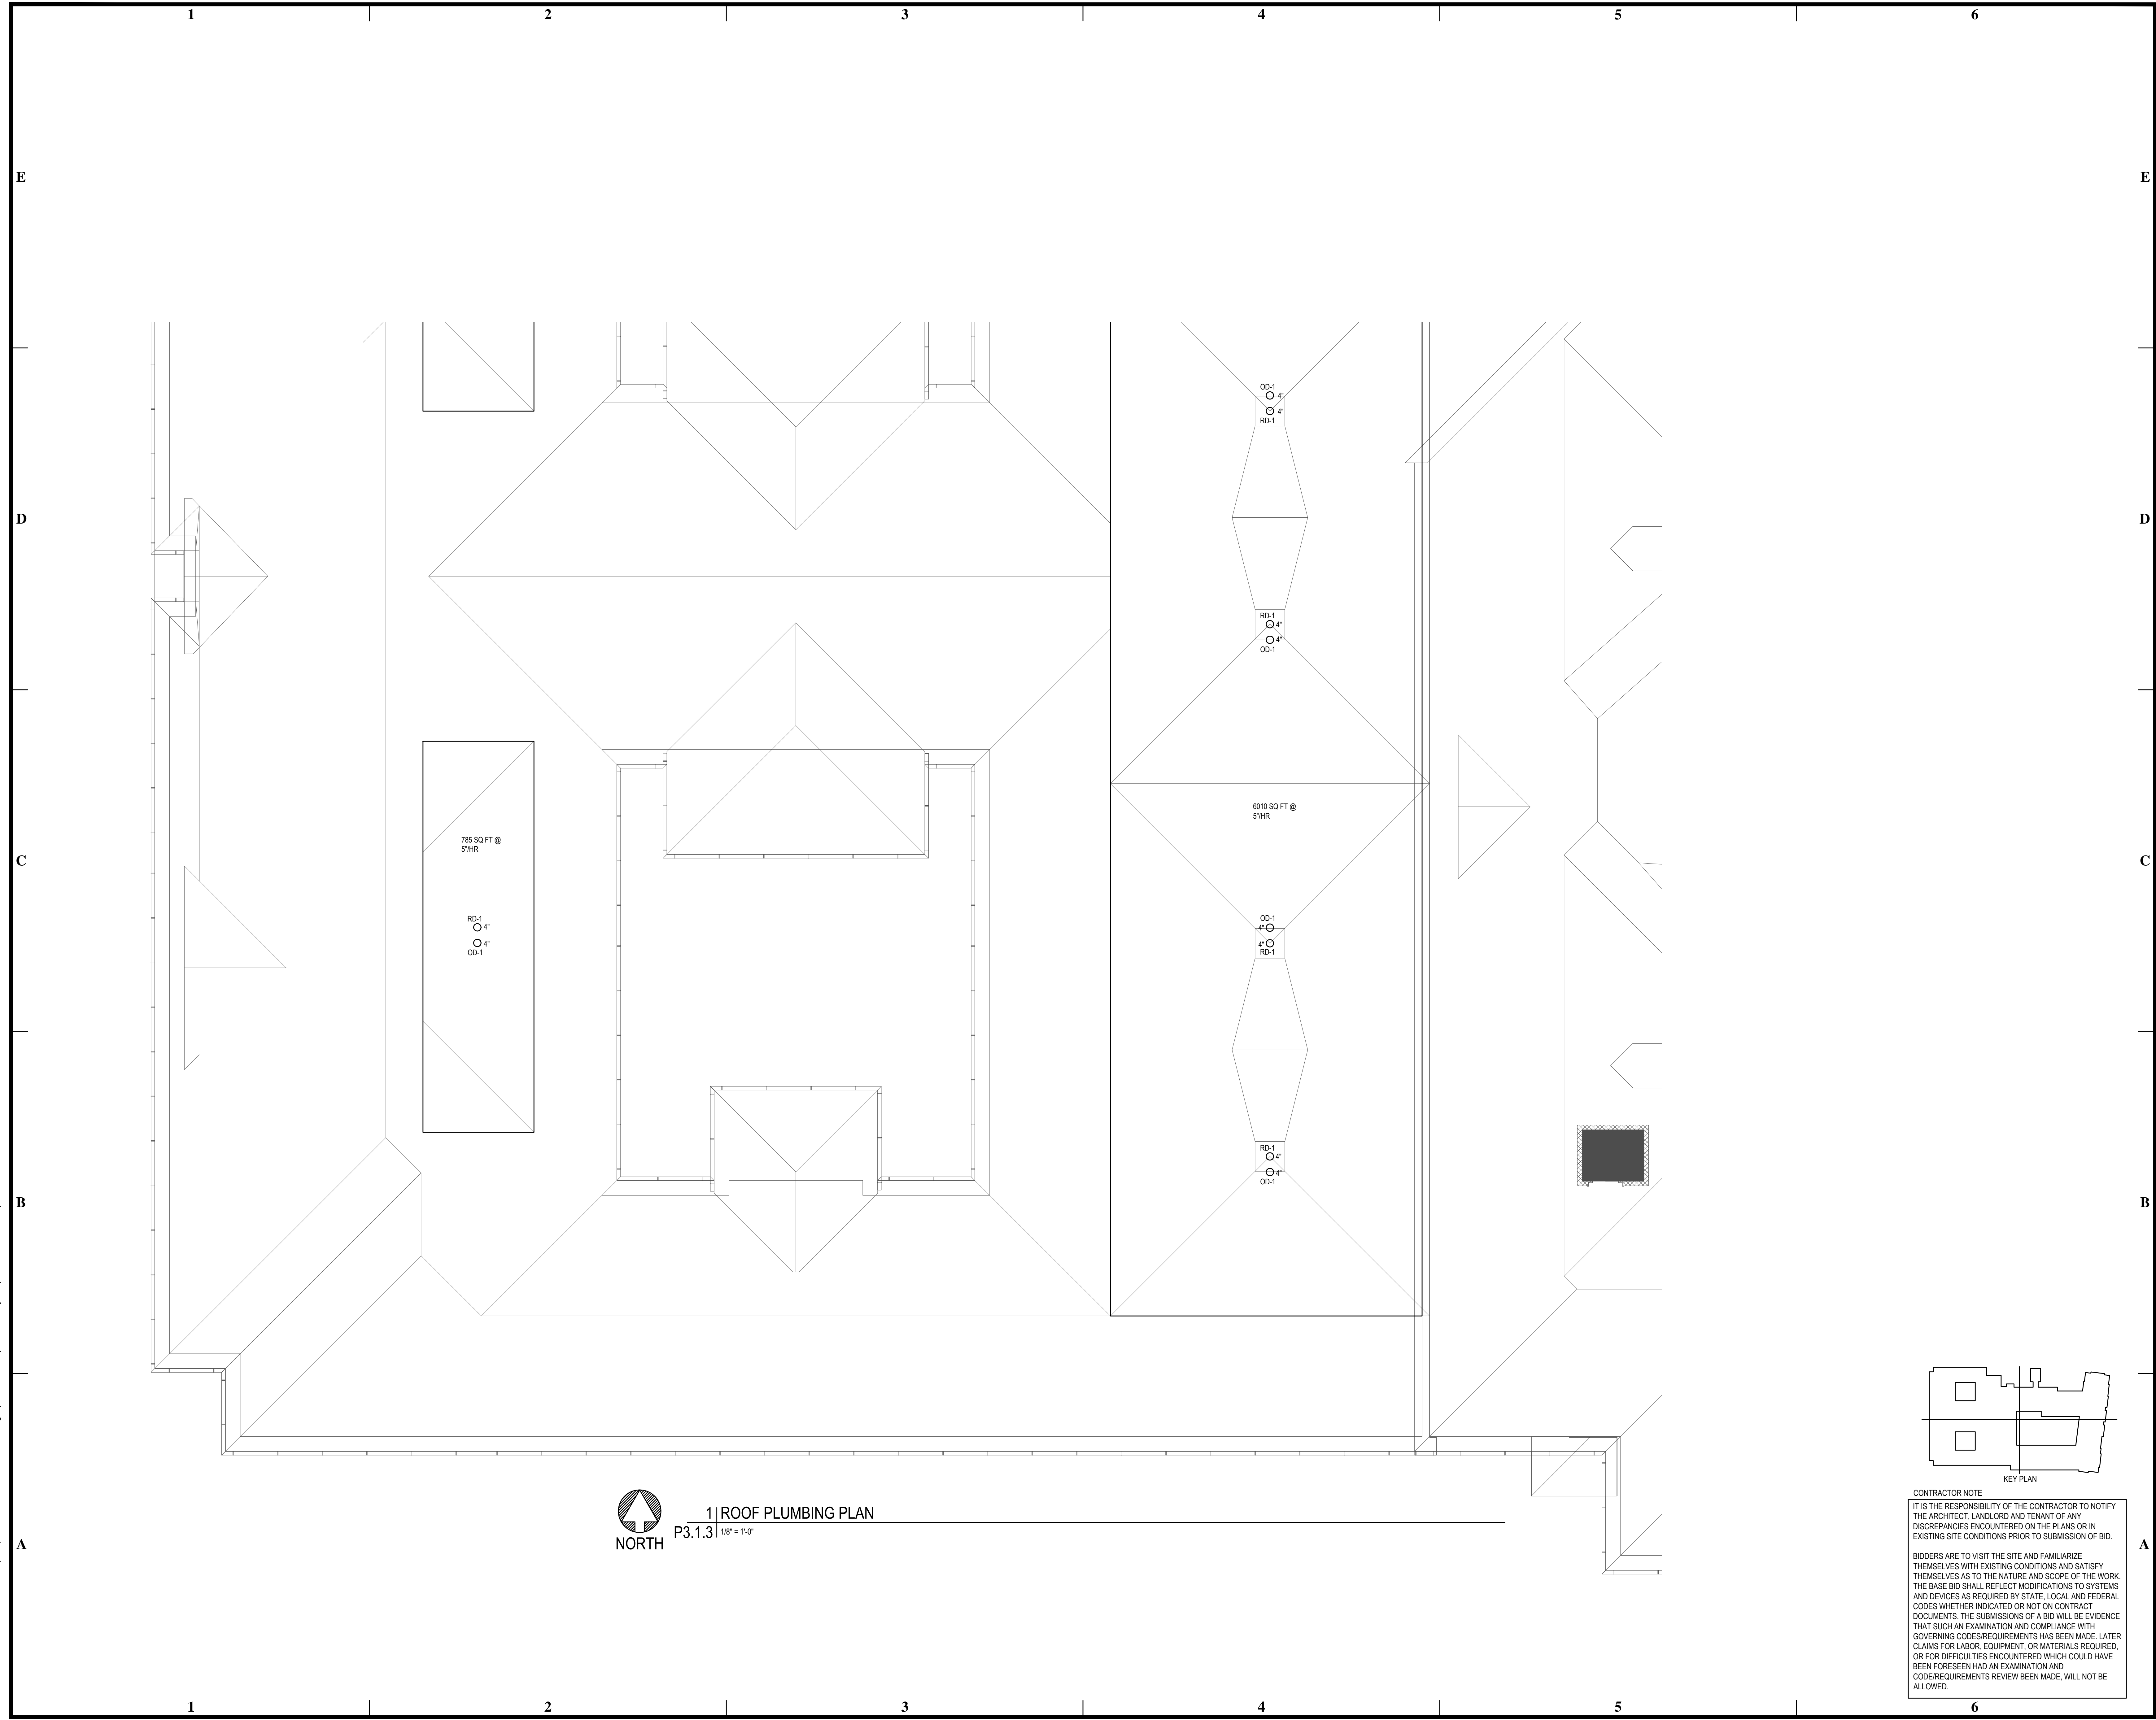 1 2 3 4 5 6
E E
OD-1
4"
4"
RD-1
D D
RD-1
4"
4"
OD-1
6010 SQ FT @
5"/HR
785 SQ FT @
5"/HR
C C
RD-1
4"
4"
OD-1
OD-1
4"
4"
RD-1
RD-1
4"
4"
OD-1
B B
KEY PLAN
1 ROOF PLUMBING PLAN
P3.1.3 1/8" = 1'-0"
NORTH
A A
CONTRACTOR NOTE
IT IS THE RESPONSIBILITY OF THE CONTRACTOR TO NOTIFY
THE ARCHITECT, LANDLORD AND TENANT OF ANY
DISCREPANCIES ENCOUNTERED ON THE PLANS OR IN
EXISTING SITE CONDITIONS PRIOR TO SUBMISSION OF BID.
BIDDERS ARE TO VISIT THE SITE AND FAMILIARIZE
THEMSELVES WITH EXISTING CONDITIONS AND SATISFY
THEMSELVES AS TO THE NATURE AND SCOPE OF THE WORK.
THE BASE BID SHALL REFLECT MODIFICATIONS TO SYSTEMS
AND DEVICES AS REQUIRED BY STATE, LOCAL AND FEDERAL
CODES WHETHER INDICATED OR NOT ON CONTRACT
DOCUMENTS. THE SUBMISSIONS OF A BID WILL BE EVIDENCE
THAT SUCH AN EXAMINATION AND COMPLIANCE WITH
GOVERNING CODES/REQUIREMENTS HAS BEEN MADE. LATER
CLAIMS FOR LABOR, EQUIPMENT, OR MATERIALS REQUIRED,
OR FOR DIFFICULTIES ENCOUNTERED WHICH COULD HAVE
BEEN FORESEEN HAD AN EXAMINATION AND
CODE/REQUIREMENTS REVIEW BEEN MADE, WILL NOT BE
ALLOWED.
1 2 3 4 5 6